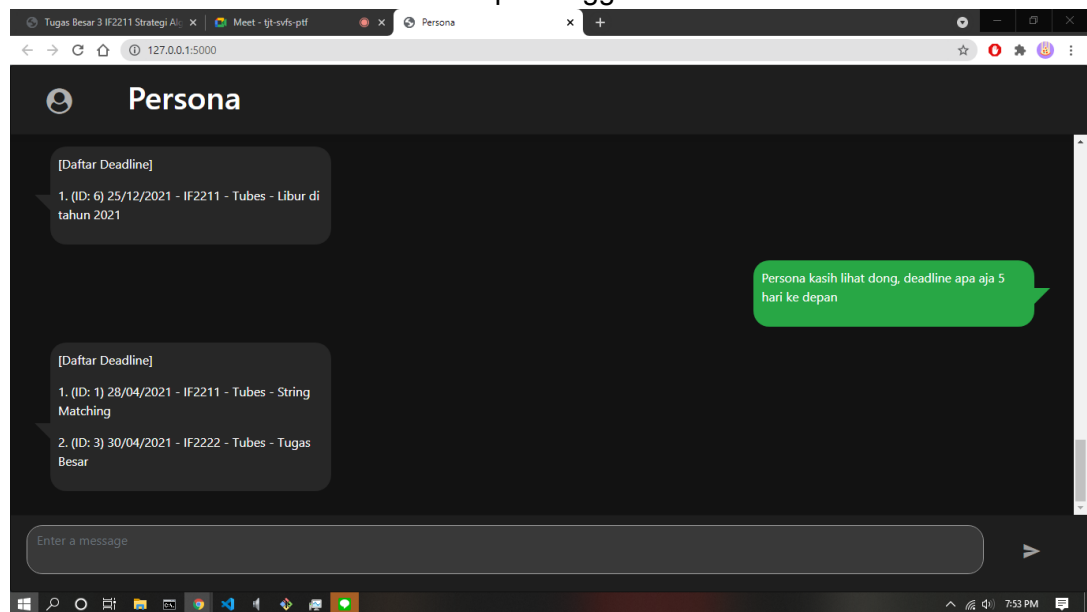 Tugas Besar 3 IF2211 Strategi Al
Meet - tjt-svfs-ptf
Persona
127.0.0.1:5000
Persona
[Daftar Deadline]
1. (ID: 6) 25/12/2021 - IF2211 - Tubes - Libur di
tahun 2021
Persona kasih lihat dong, deadline apa aja 5
hari ke depan
[Daftar Deadline]
1. (ID: 1) 28/04/2021 - IF2211 - Tubes - String
Matching
2. (ID: 3) 30/04/2021 - IF2222 - Tubes - Tugas
Besar
Enter a message
7:53 PM